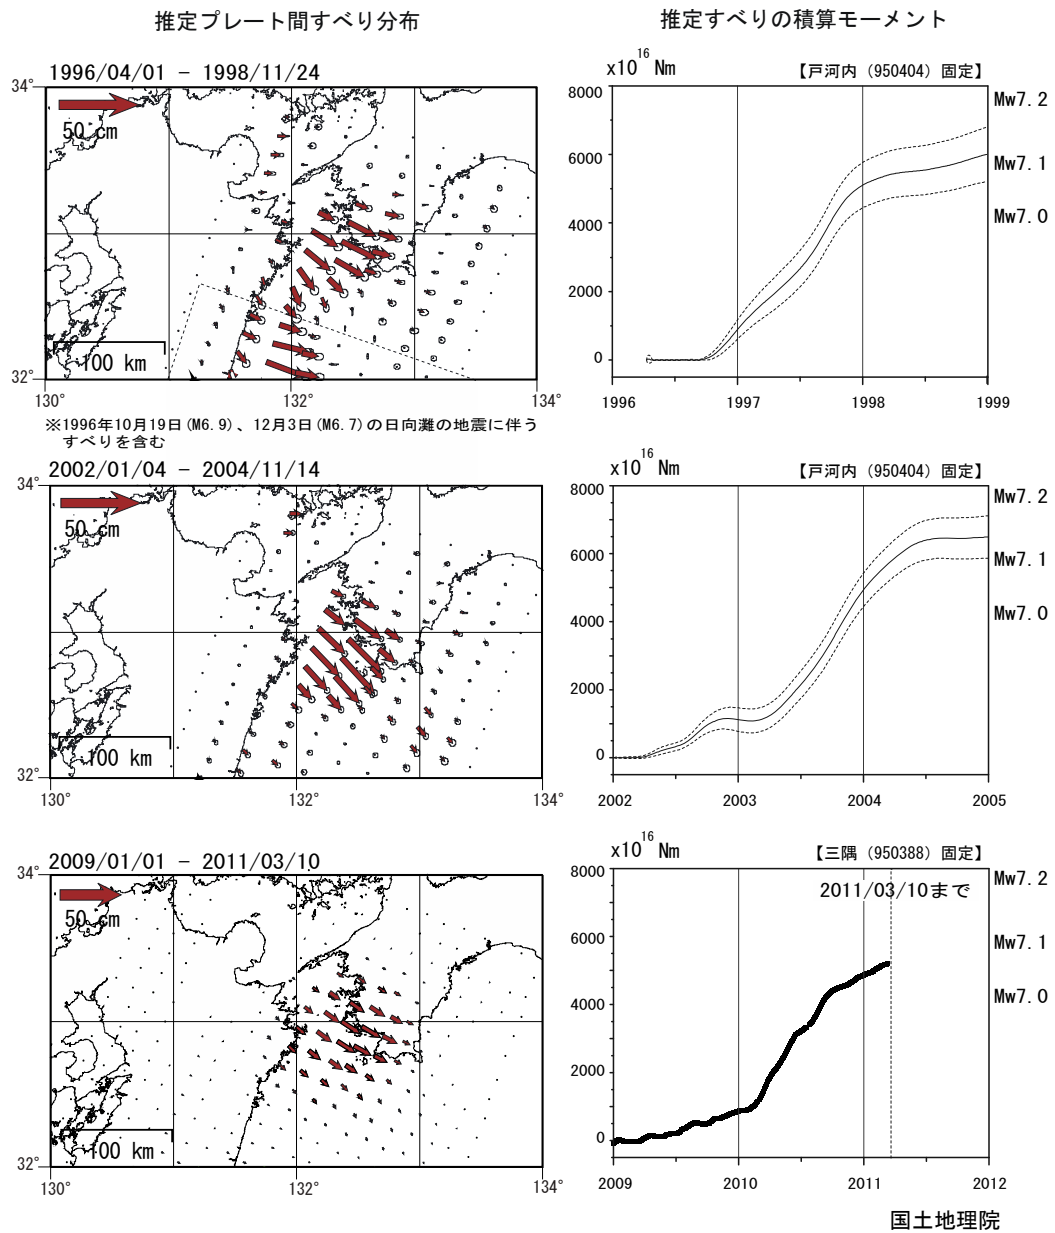 推定プレート間すべり分布
推定すべりの積算モーメント
1996/04/01 - 1998/11/24
34°
50 cm
100 km
32°
130°
132°
134°
※1996年10月19日(M6.9)、12月3日(M6.7)の日向灘の地震に伴う
すべりを含む
x10^16 Nm
【戸河内（950404）固定】
8000
6000
4000
2000
0
Mw7.2
Mw7.1
Mw7.0
1996
1997
1998
1999
2002/01/04 - 2004/11/14
34°
50 cm
100 km
32°
130°
132°
134°
x10^16 Nm
【戸河内（950404）固定】
8000
6000
4000
2000
0
Mw7.2
Mw7.1
Mw7.0
2002
2003
2004
2005
2009/01/01 - 2011/03/10
34°
50 cm
100 km
32°
130°
132°
134°
x10^16 Nm
【三隅（950388）固定】
2011/03/10まで
8000
6000
4000
2000
0
Mw7.2
Mw7.1
Mw7.0
2009
2010
2011
2012
国土地理院